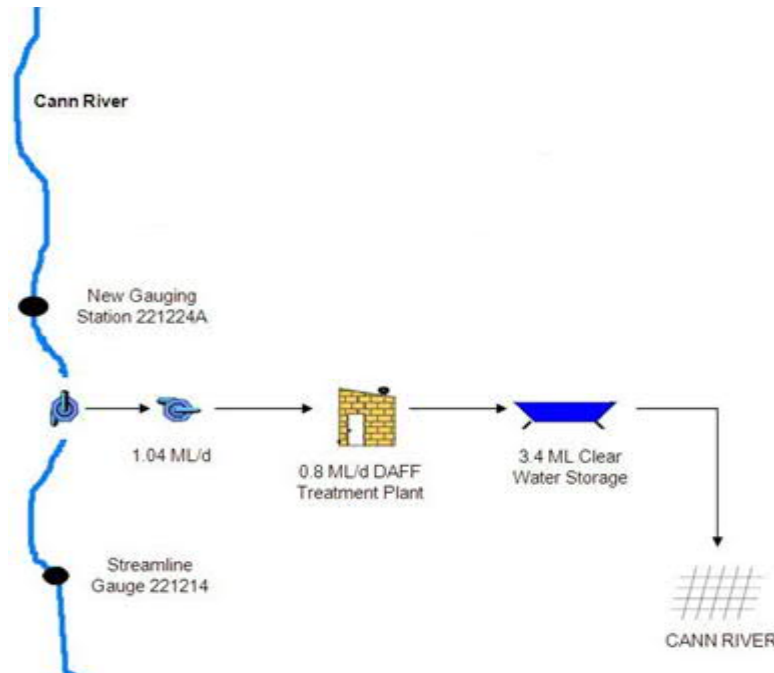 Cann River
New Gauging
Station 221224A
1.04 ML/d
0.8 ML/d DAFF
Treatment Plant
3.4 ML Clear
Water Storage
Streamline
Gauge 221214
CANN RIVER